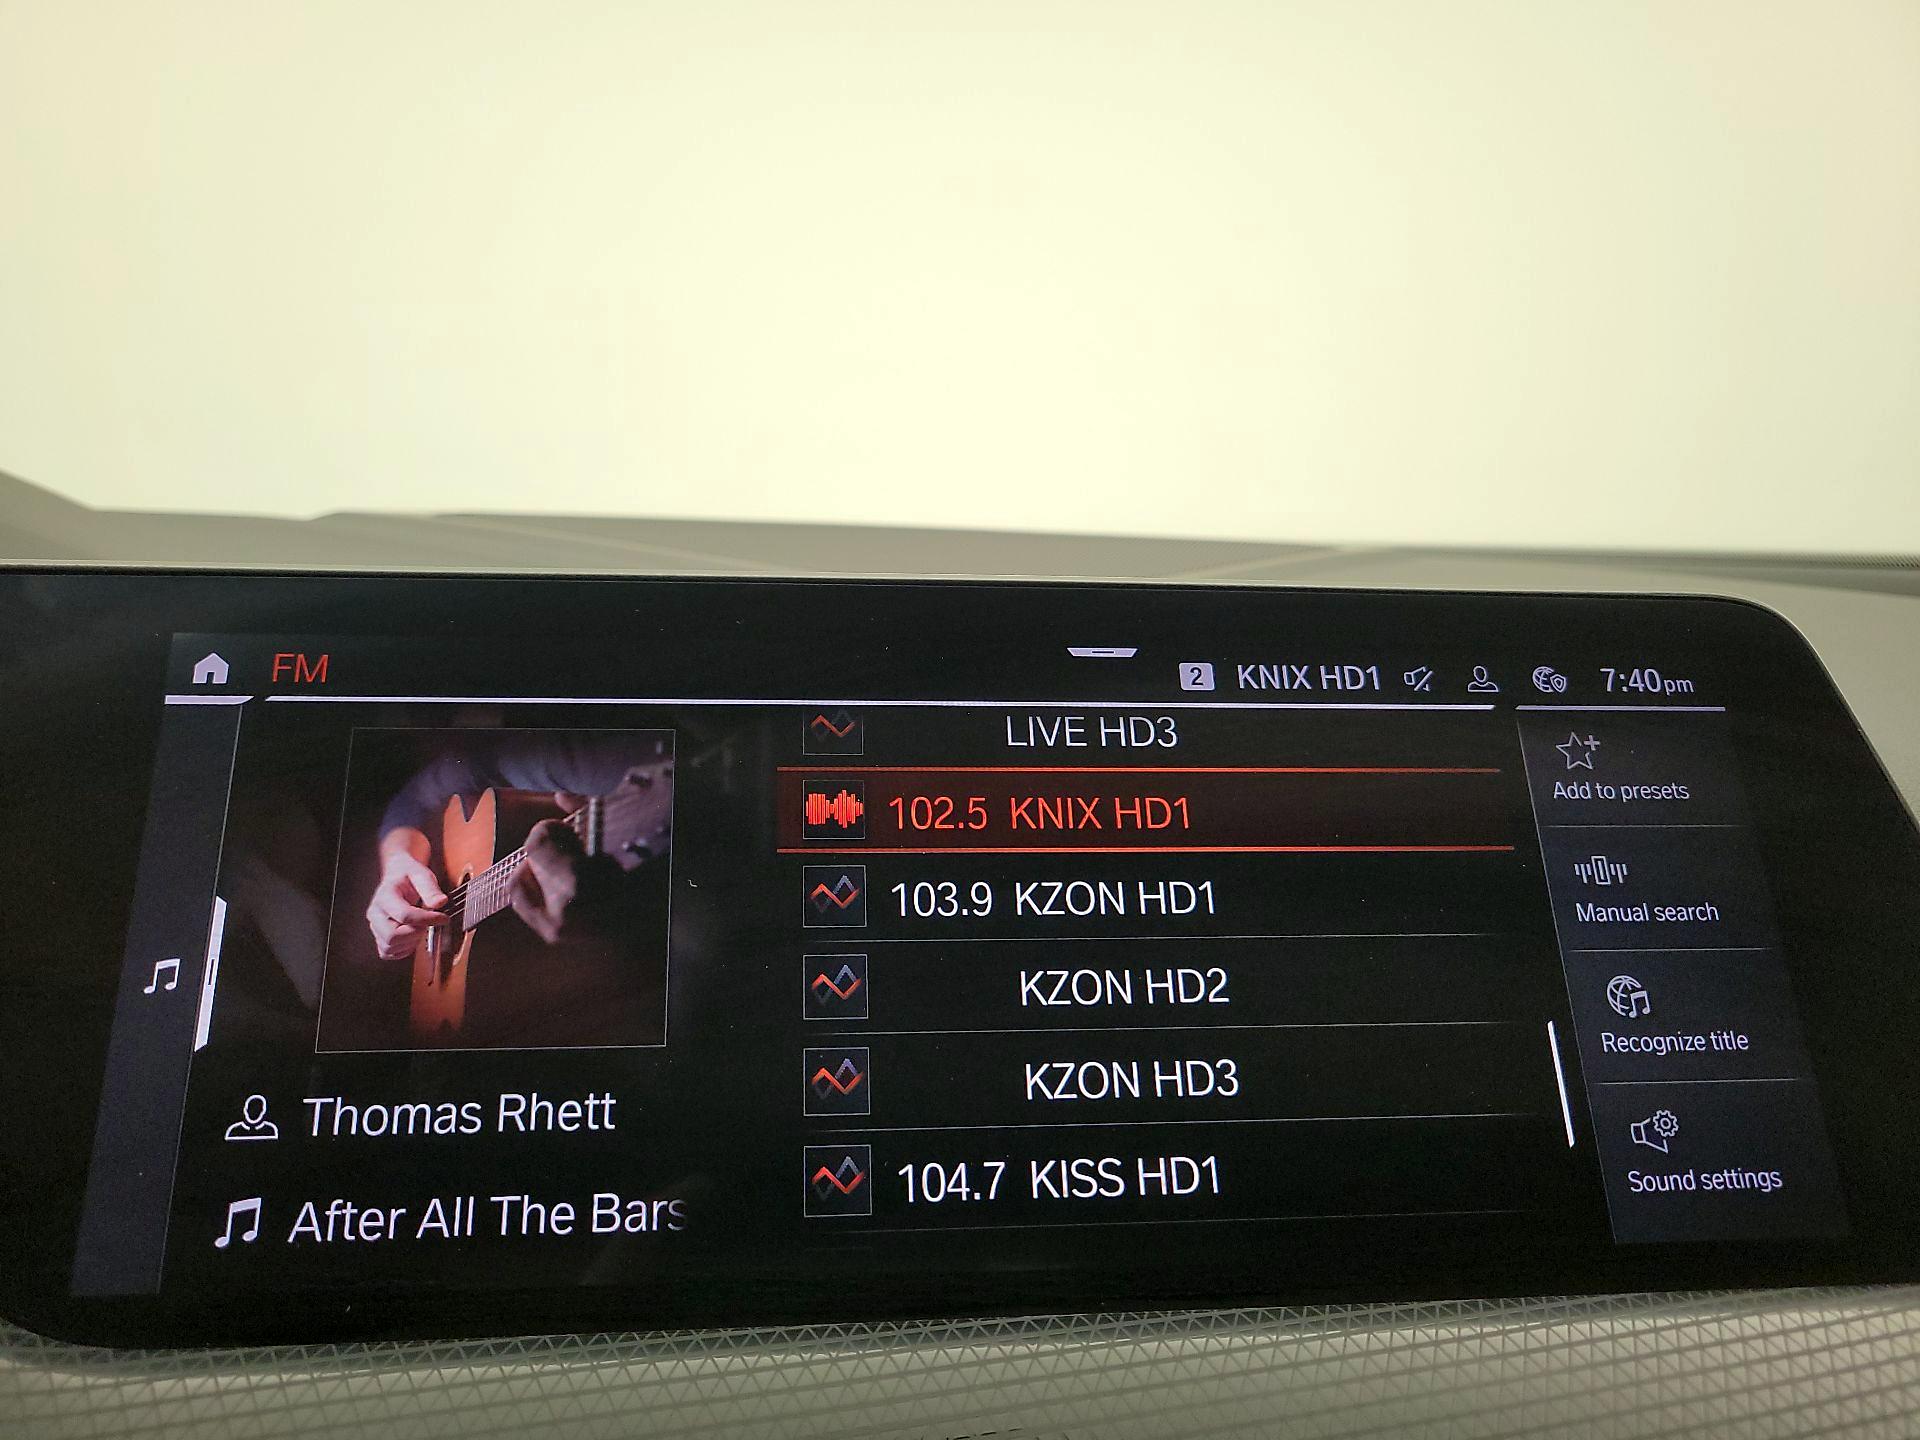 FM
2 KNIX HD1 7:40pm
LIVE HD3
102.5 KNIX HD1
103.9 KZON HD1
KZON HD2
KZON HD3
104.7 KISS HD1
Thomas Rhett
After All The Bars
Add to presets
Manual search
Recognize title
Sound settings